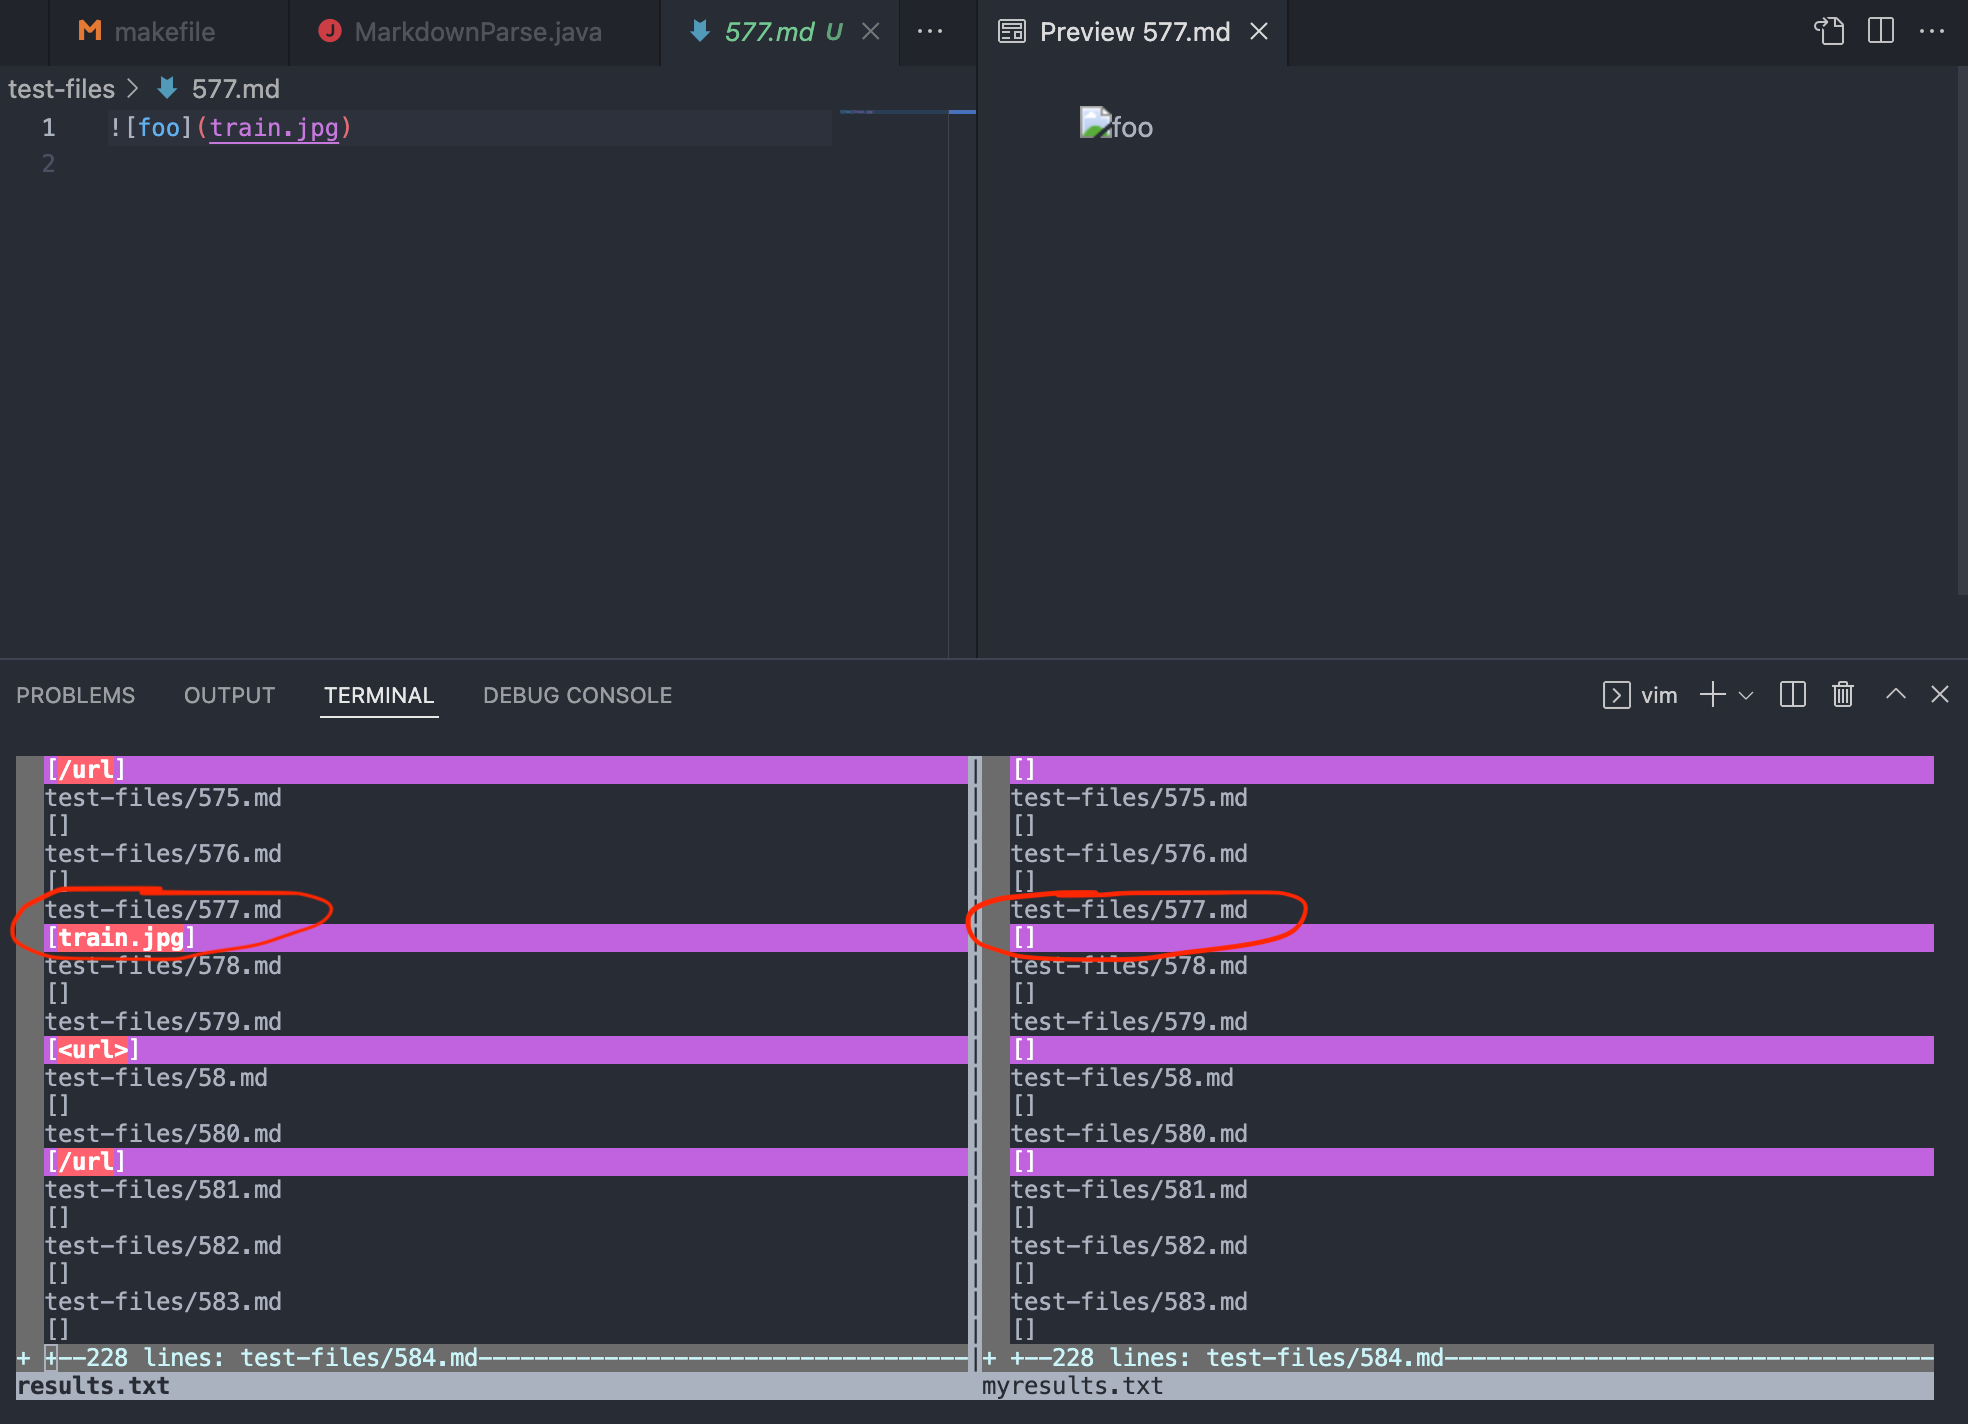 makefile
MarkdownParse.java
577.md U
Preview 577.md
test-files > 577.md
1 ![foo](train.jpg)
2
foo
PROBLEMS OUTPUT TERMINAL DEBUG CONSOLE
vim
[/url]
test-files/575.md
[]
test-files/576.md
[]
test-files/577.md
[train.jpg]
test-files/578.md
[]
test-files/579.md
[<url>]
test-files/58.md
[]
test-files/580.md
[/url]
test-files/581.md
[]
test-files/582.md
[]
test-files/583.md
[]
+ +--228 lines: test-files/584.md-----------------------------------
results.txt
[]
test-files/575.md
[]
test-files/576.md
[]
test-files/577.md
[]
test-files/578.md
[]
test-files/579.md
[]
test-files/58.md
[]
test-files/580.md
[]
test-files/581.md
[]
test-files/582.md
[]
test-files/583.md
[]
+ +--228 lines: test-files/584.md-----------------------------------
myresults.txt